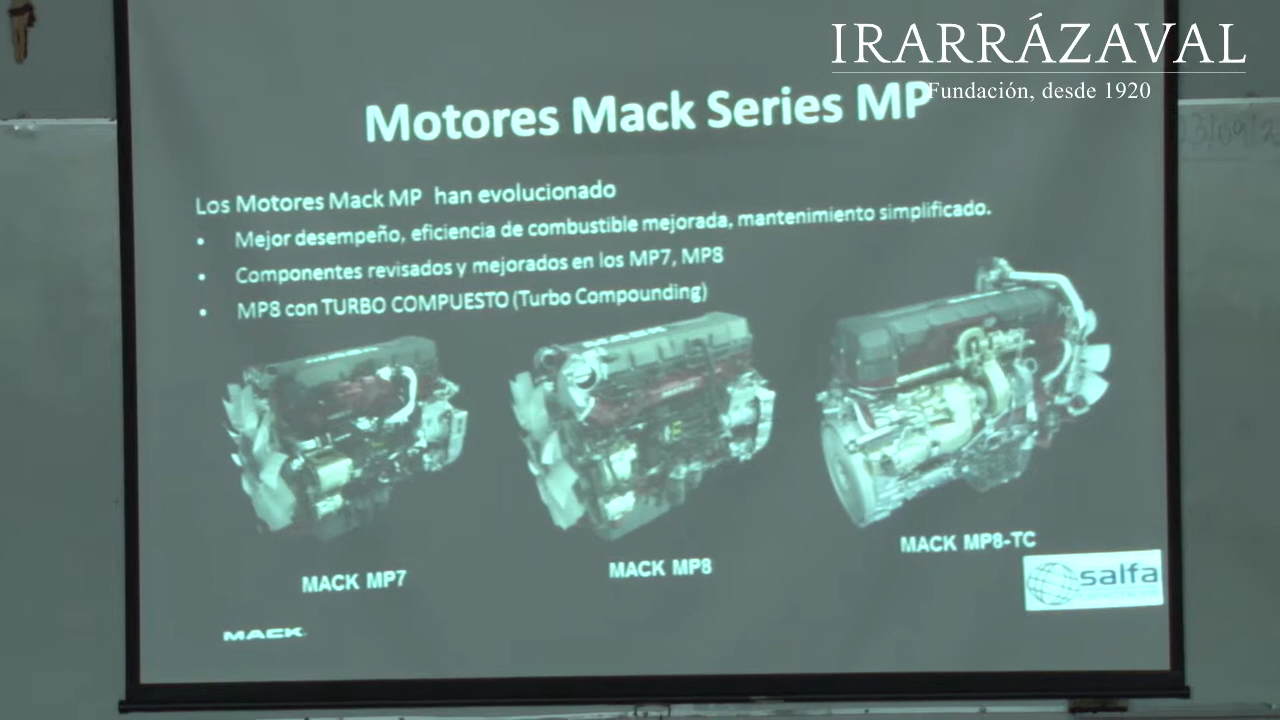 IRARRÁZAVAL
Fundación, desde 1920
Motores Mack Series MP
Los Motores Mack MP han evolucionado
• Mejor desempeño, eficiencia de combustible mejorada, mantenimiento simplificado.
• Componentes revisados y mejorados en los MP7, MP8
• MP8 con TURBO COMPUESTO (Turbo Compounding)
MACK MP7
MACK MP8
MACK MP8-TC
salfa
MACK